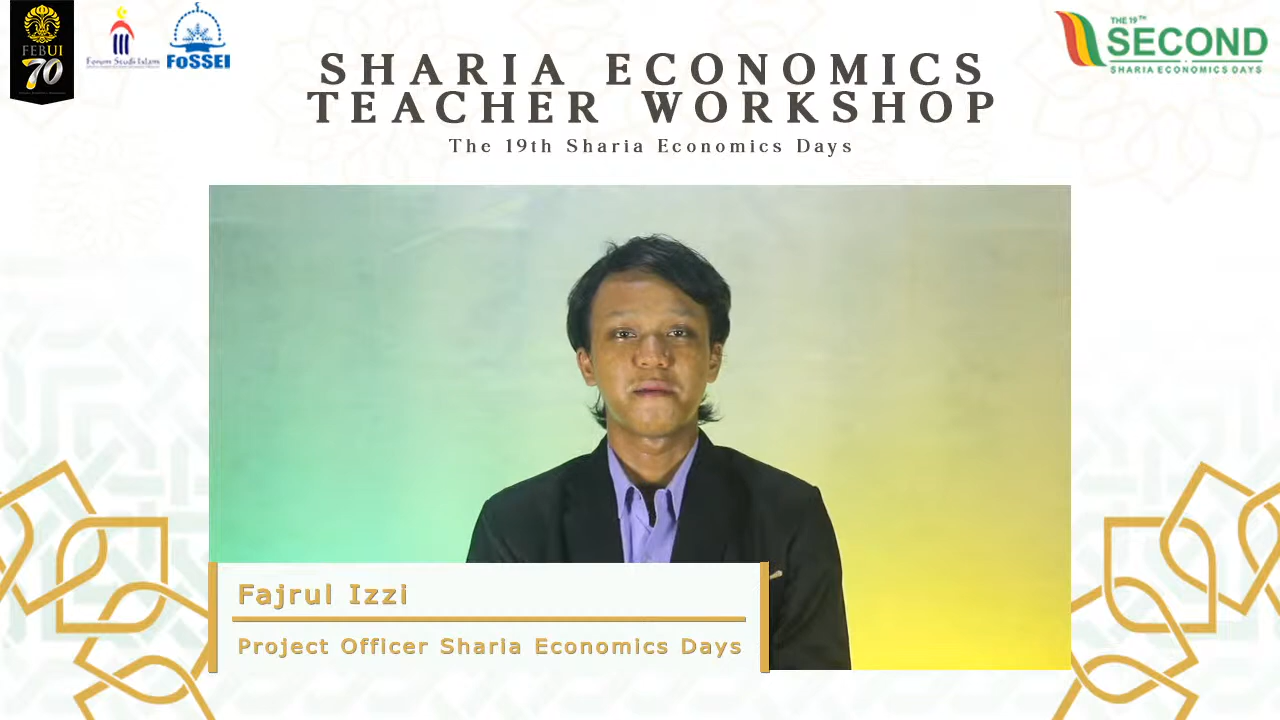 FEBUI
70
Forum Studi Islam
FoSSEI
THE 19TH
SECOND
SHARIA ECONOMICS DAYS
SHARIA ECONOMICS
TEACHER WORKSHOP
The 19th Sharia Economics Days
Fajrul Izzi
Project Officer Sharia Economics Days